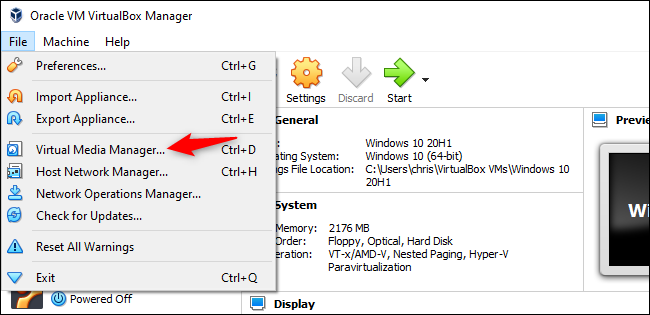 Oracle VM VirtualBox Manager
File Machine Help
Preferences... Ctrl+G
Import Appliance... Ctrl+I
Export Appliance... Ctrl+E
Virtual Media Manager... Ctrl+D
Host Network Manager... Ctrl+H
Network Operations Manager...
Check for Updates...
Reset All Warnings
Exit Ctrl+Q
Powered Off
Settings Discard Start
General
Windows 10 20H1
ating System: Windows 10 (64-bit)
gs File Location: C:\Users\chris\VirtualBox VMs\Windows 10
20H1
System
Memory: 2176 MB
Order: Floppy, Optical, Hard Disk
eration: VT-x/AMD-V, Nested Paging, Hyper-V
Paravirtualization
Display
Previe
Wi